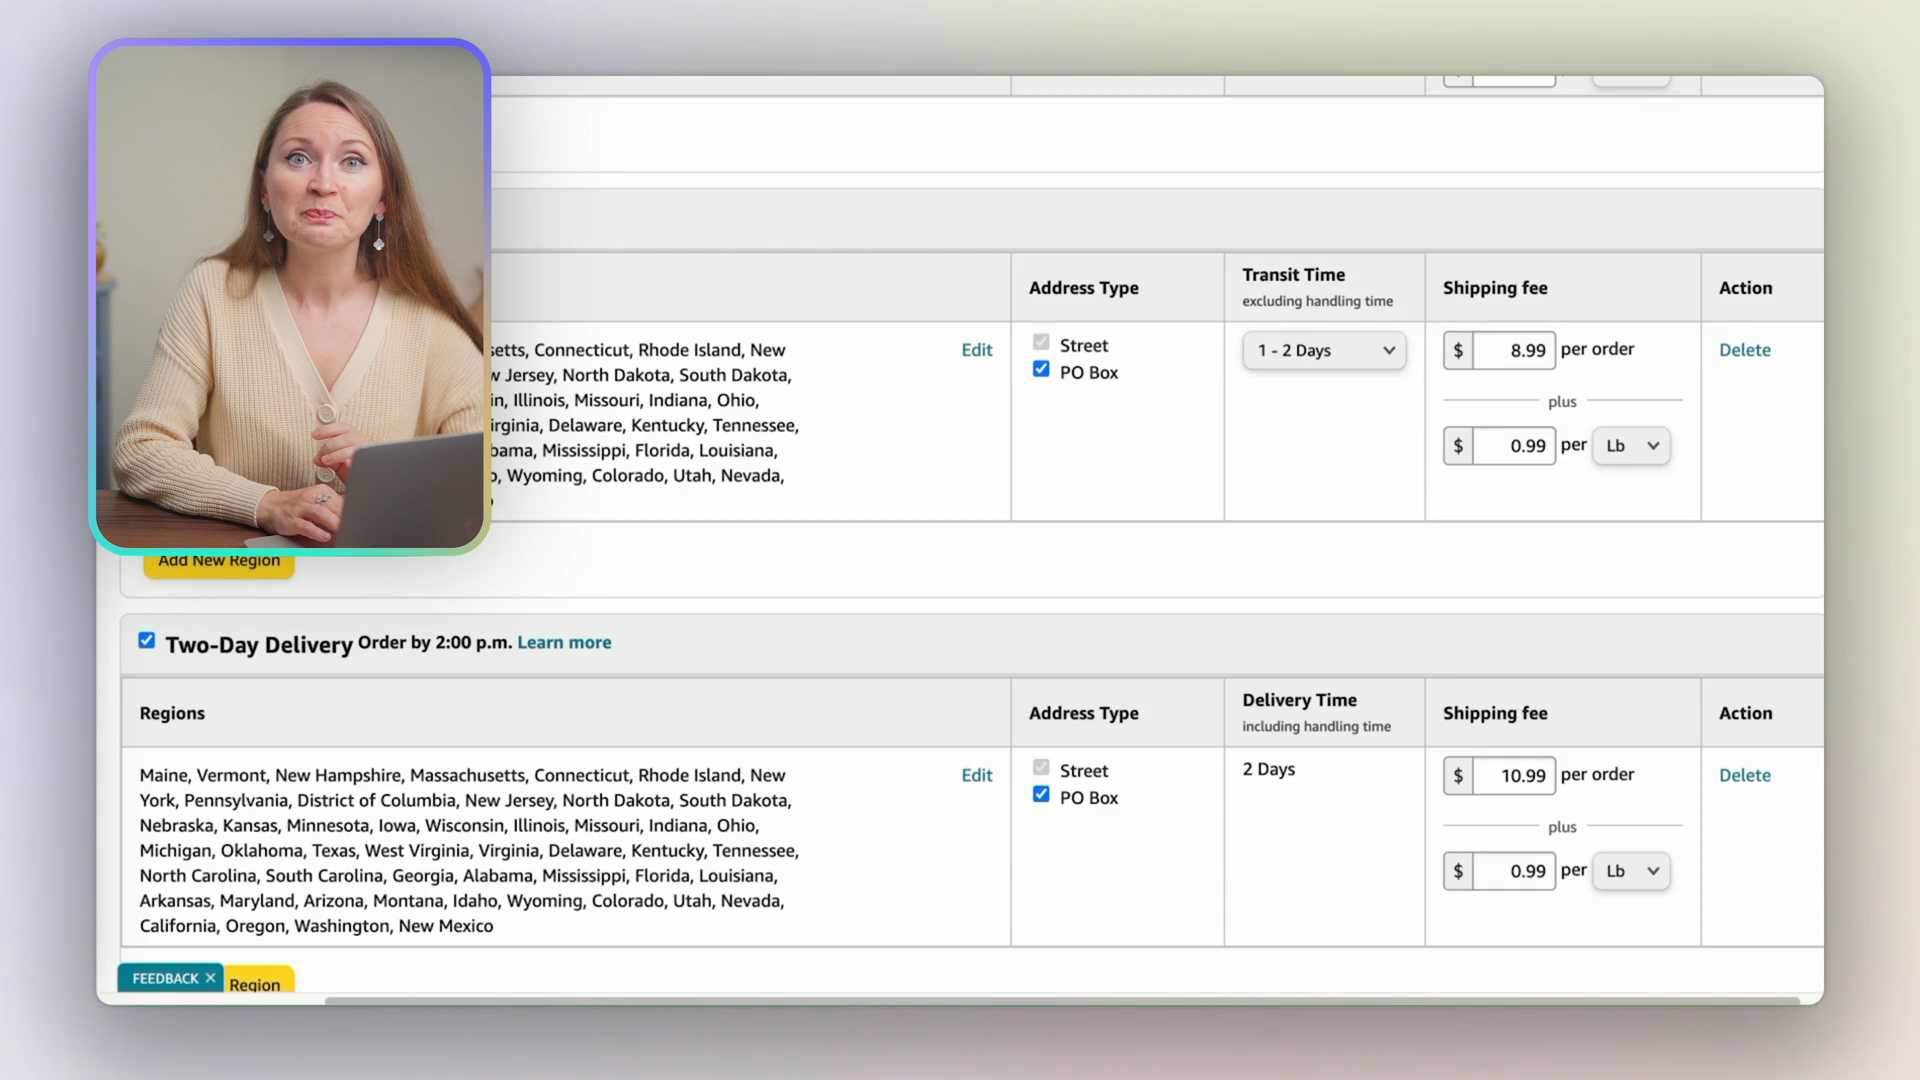 Address Type
Transit Time
excluding handling time
Shipping fee
Action
setts, Connecticut, Rhode Island, New
w Jersey, North Dakota, South Dakota,
in, Illinois, Missouri, Indiana, Ohio,
irginia, Delaware, Kentucky, Tennessee,
bama, Mississippi, Florida, Louisiana,
o, Wyoming, Colorado, Utah, Nevada,
Edit
Street
PO Box
1 - 2 Days
$ 8.99 per order
plus
$ 0.99 per Lb
Delete
Add New Region
Two-Day Delivery Order by 2:00 p.m. Learn more
Regions
Address Type
Delivery Time
including handling time
Shipping fee
Action
Maine, Vermont, New Hampshire, Massachusetts, Connecticut, Rhode Island, New
York, Pennsylvania, District of Columbia, New Jersey, North Dakota, South Dakota,
Nebraska, Kansas, Minnesota, Iowa, Wisconsin, Illinois, Missouri, Indiana, Ohio,
Michigan, Oklahoma, Texas, West Virginia, Virginia, Delaware, Kentucky, Tennessee,
North Carolina, South Carolina, Georgia, Alabama, Mississippi, Florida, Louisiana,
Arkansas, Maryland, Arizona, Montana, Idaho, Wyoming, Colorado, Utah, Nevada,
California, Oregon, Washington, New Mexico
Edit
Street
PO Box
2 Days
$ 10.99 per order
plus
$ 0.99 per Lb
Delete
FEEDBACK
Region